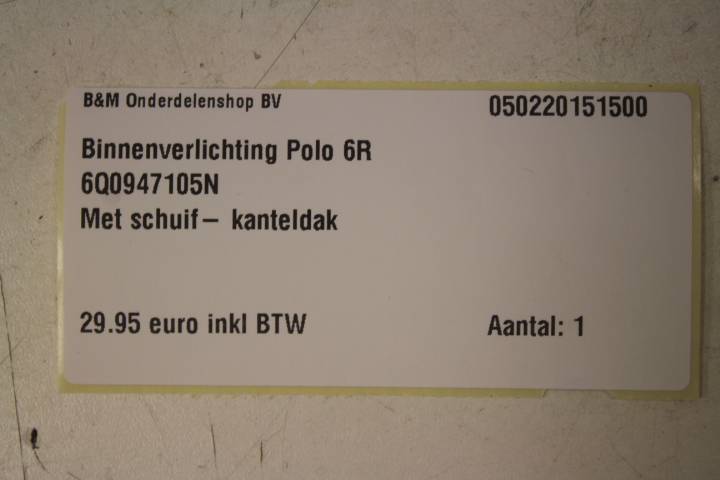 B&M Onderdelenshop BV 050220151500
Binnenverlichting Polo 6R
6Q0947105N
Met schuif- kanteldak
29.95 euro inkl BTW Aantal: 1